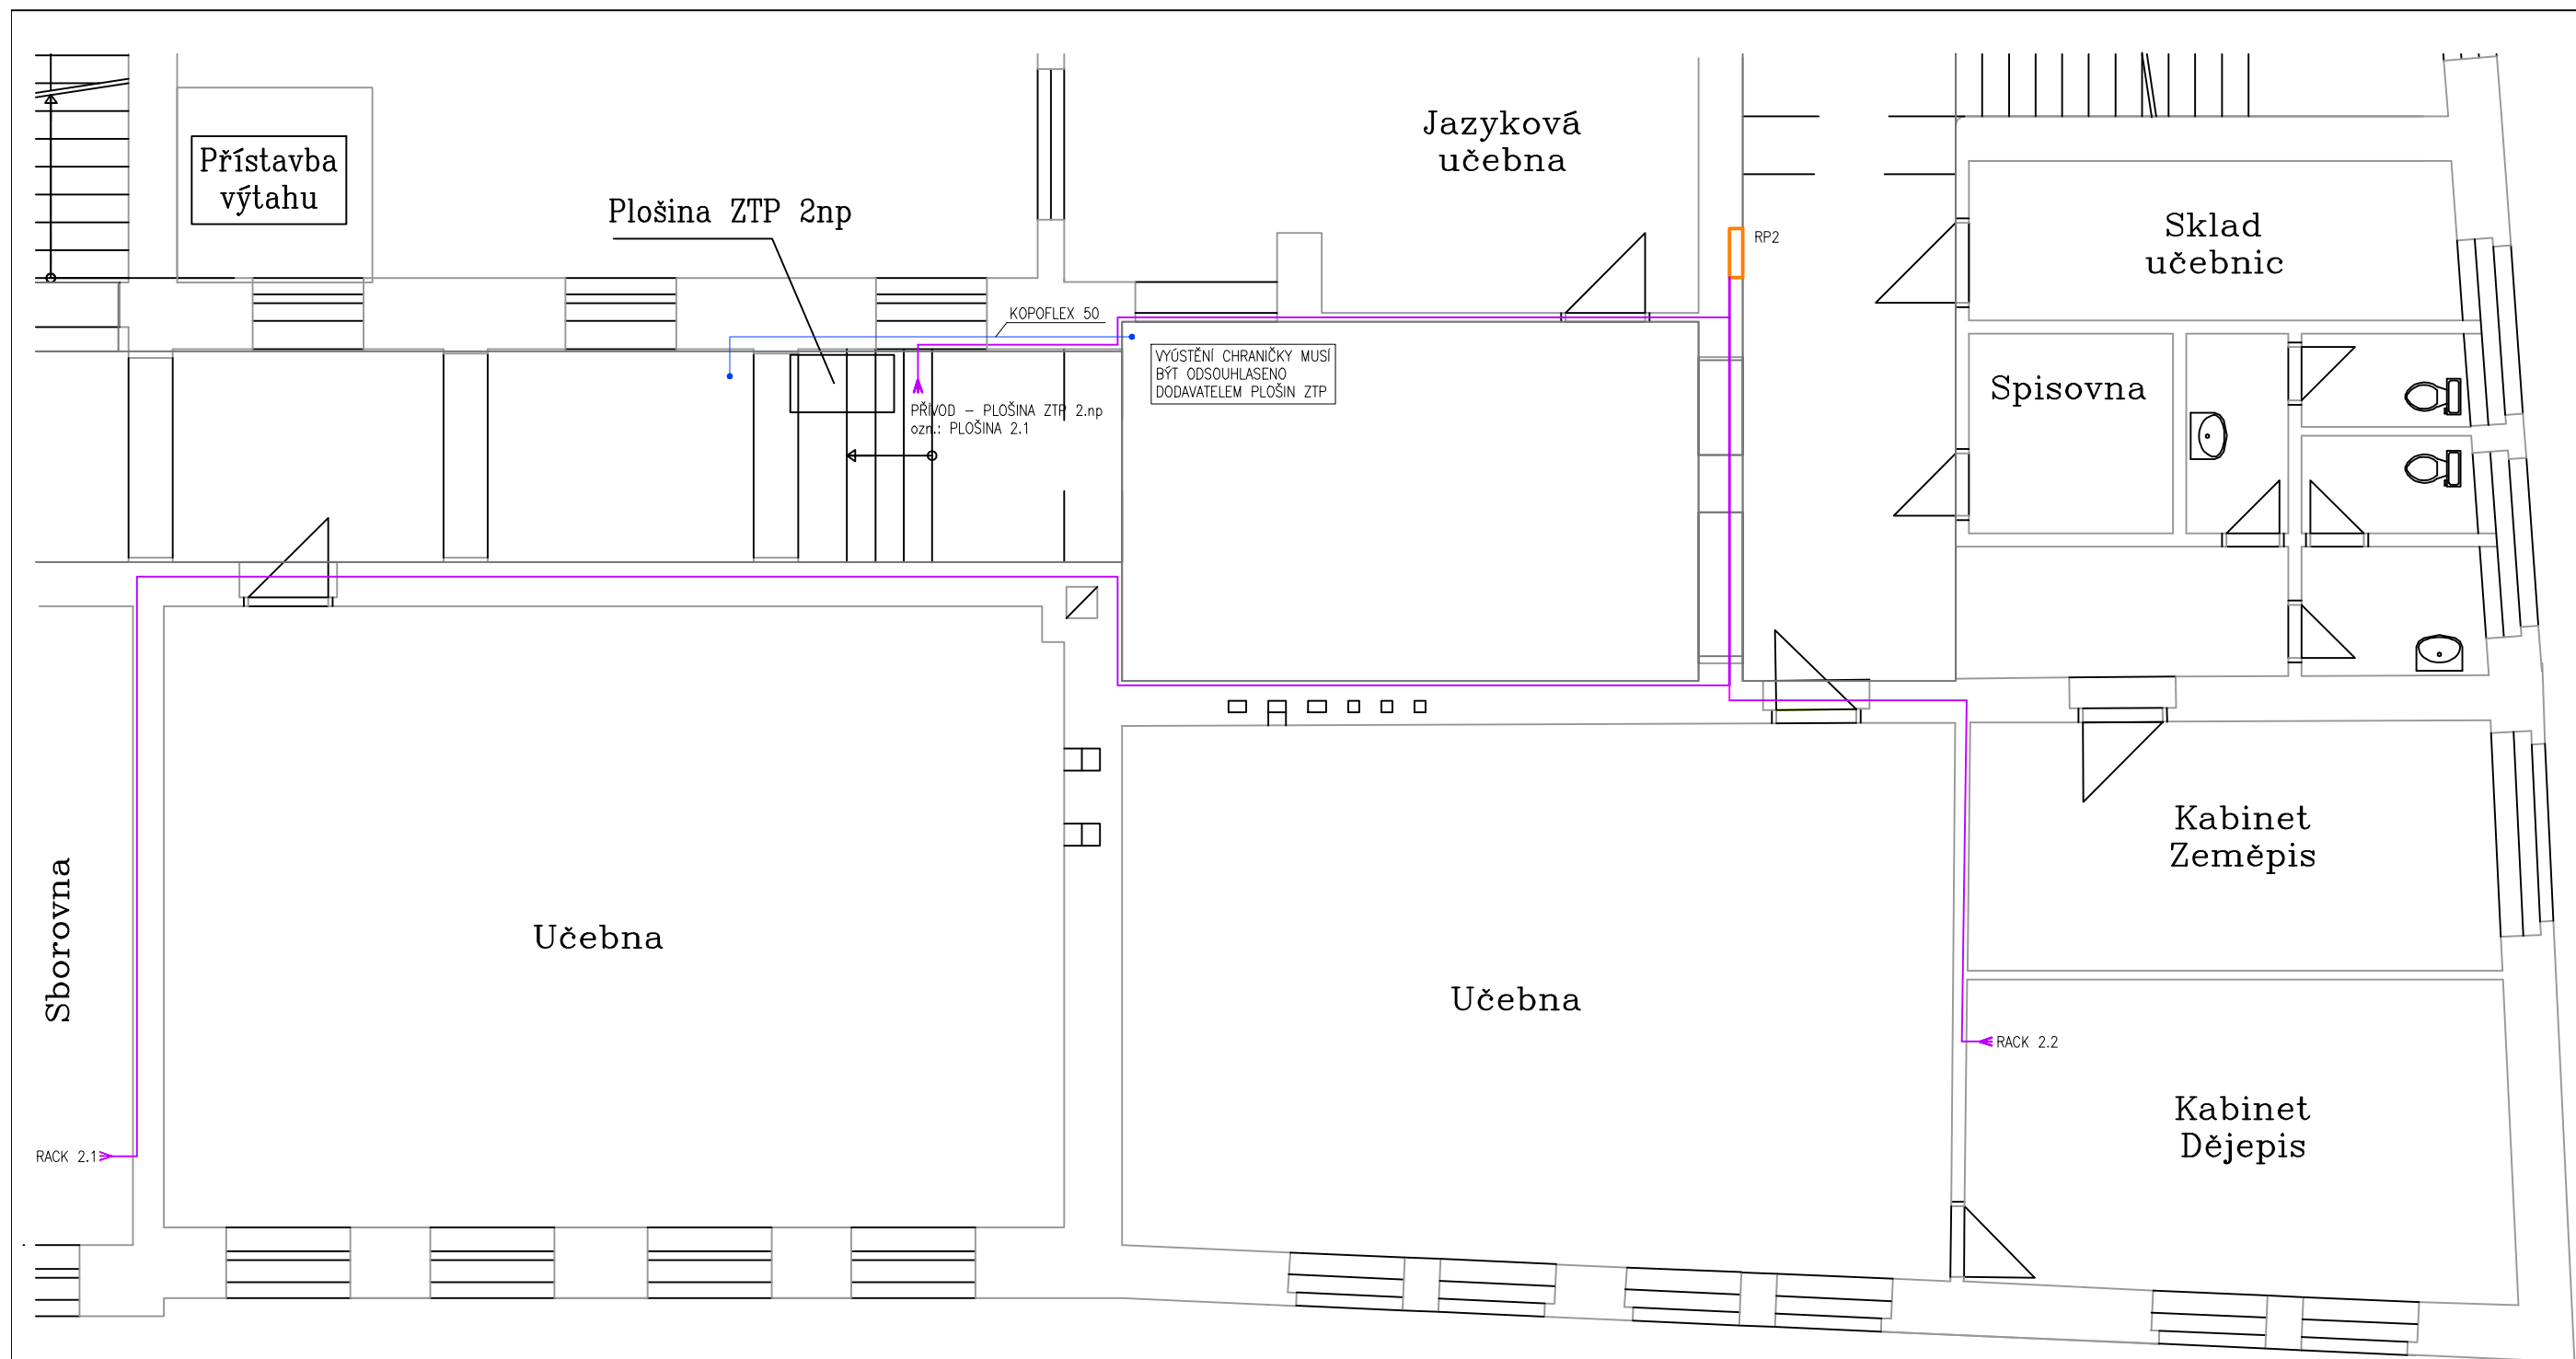 Přístavba
výtahu
Plošina ZTP 2np
Jazyková
učebna
RP2
Sklad
učebnic
KOPOFLEX 50
VYÚSTĚNÍ CHRANIČKY MUSÍ
BÝT ODSOUHLASENO
DODAVATELEM PLOŠIN ZTP
PŘÍVOD – PLOŠINA ZTP 2.np
ozn.: PLOŠINA 2.1
Spisovna
Kabinet
Zeměpis
Sborovna
Učebna
Učebna
RACK 2.2
Kabinet
Dějepis
RACK 2.1